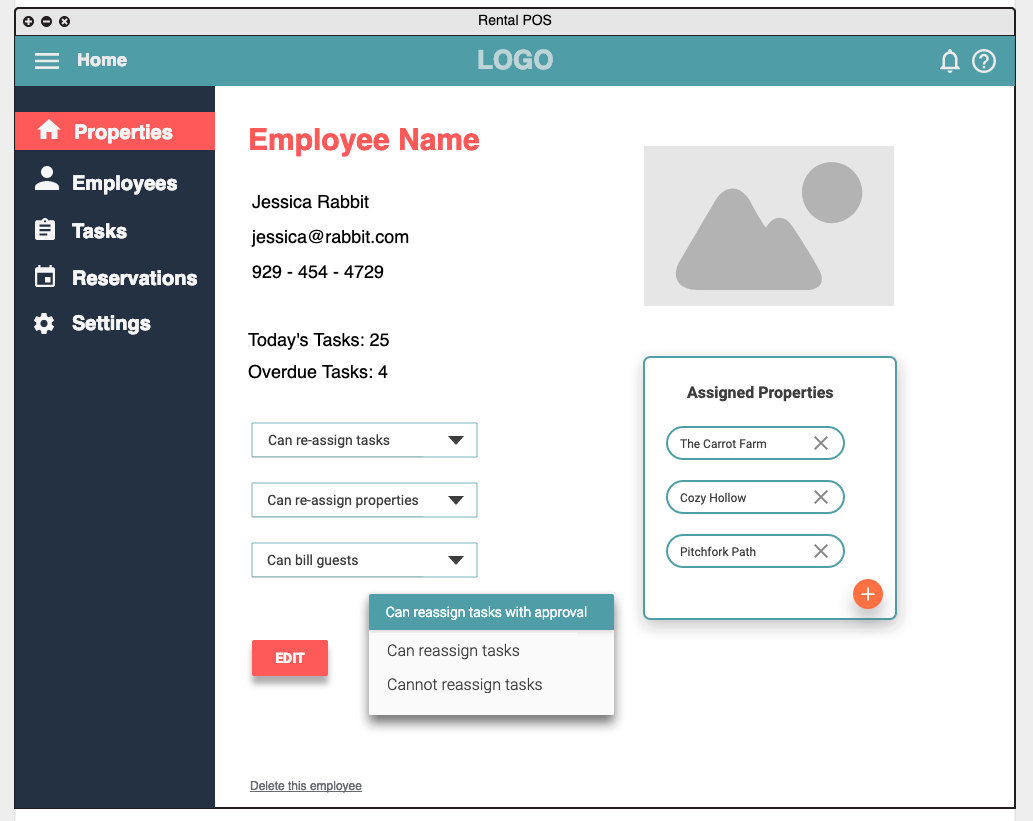 Rental POS
Home
LOGO
Properties
Employees
Tasks
Reservations
Settings
Employee Name
Jessica Rabbit
jessica@rabbit.com
929 - 454 - 4729
Today's Tasks: 25
Overdue Tasks: 4
Can re-assign tasks
Can re-assign properties
Can bill guests
Can reassign tasks with approval
Can reassign tasks
Cannot reassign tasks
EDIT
Delete this employee
Assigned Properties
The Carrot Farm
Cozy Hollow
Pitchfork Path